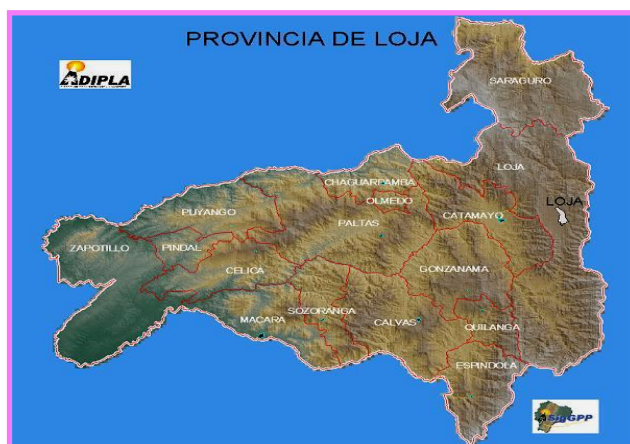 PROVINCIA DE LOJA
ADIPLA
SARAGURO
LOJA
CHAGUARPAMBA
OLMEDO
LOJA
PUYANGO
CATAMAYO
PALTAS
ZAPOTILLO
PINDAL
CELICA
GONZANAMA
SOZORANGA
MACARA
CALVAS
QUILANGA
ESPINDOLA
SigGPP